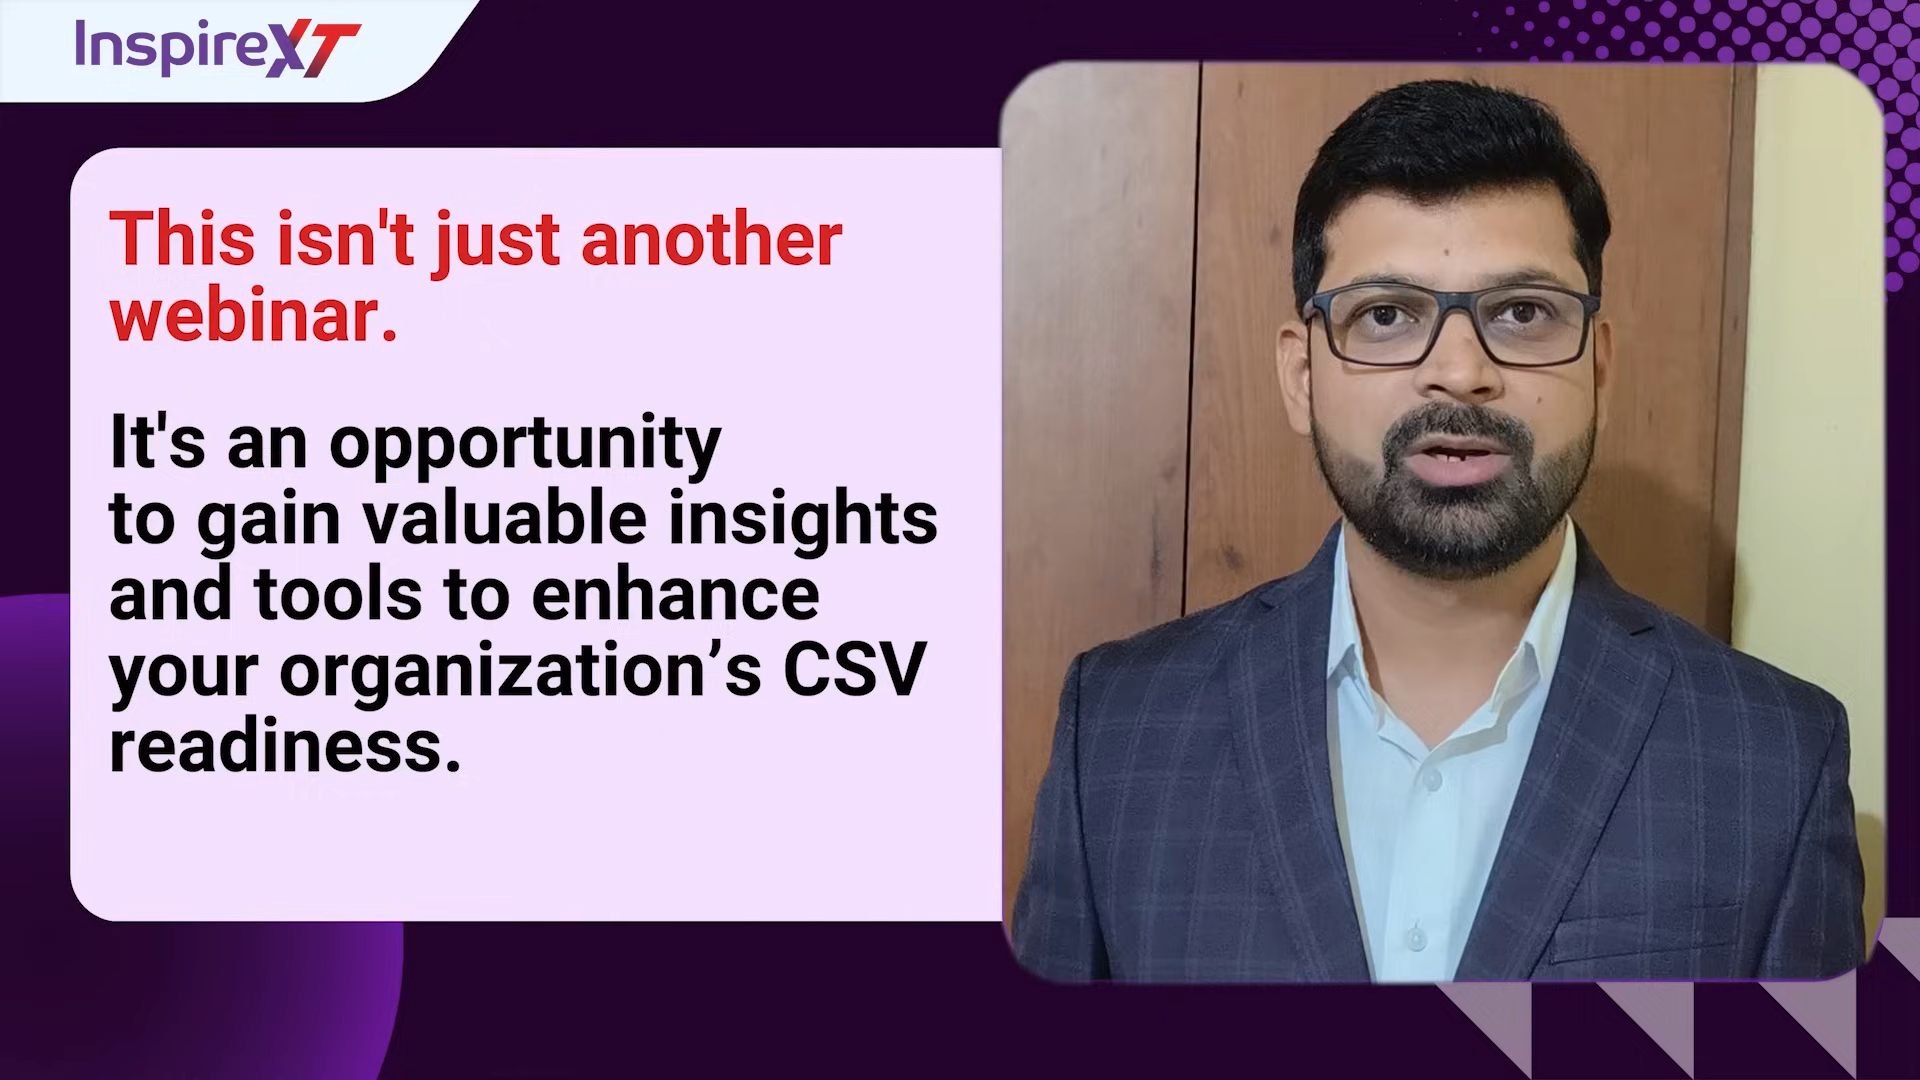 InspireXT
This isn't just another
webinar.
It's an opportunity
to gain valuable insights
and tools to enhance
your organization’s CSV
readiness.